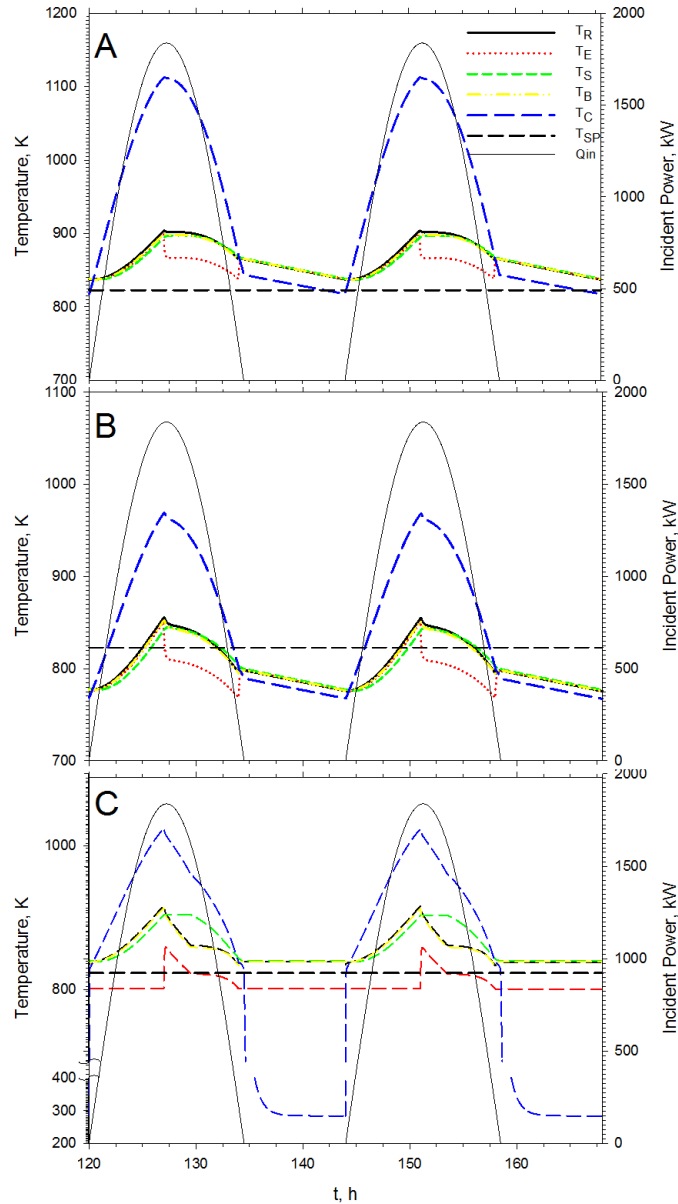 A
1200
1100
1000
900
800
700
Temperature, K
2000
1500
1000
500
0
Incident Power, kW
T_R
T_E
T_S
T_B
T_C
T_SP
Qin
B
1100
1000
900
800
700
Temperature, K
2000
1500
1000
500
0
Incident Power, kW
C
1000
800
400
300
200
Temperature, K
2000
1500
1000
500
0
Incident Power, kW
120 130 140 150 160
t, h